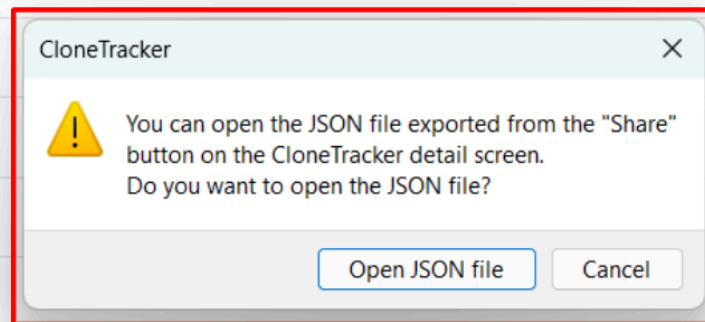 CloneTracker
You can open the JSON file exported from the "Share"
button on the CloneTracker detail screen.
Do you want to open the JSON file?
Open JSON file
Cancel